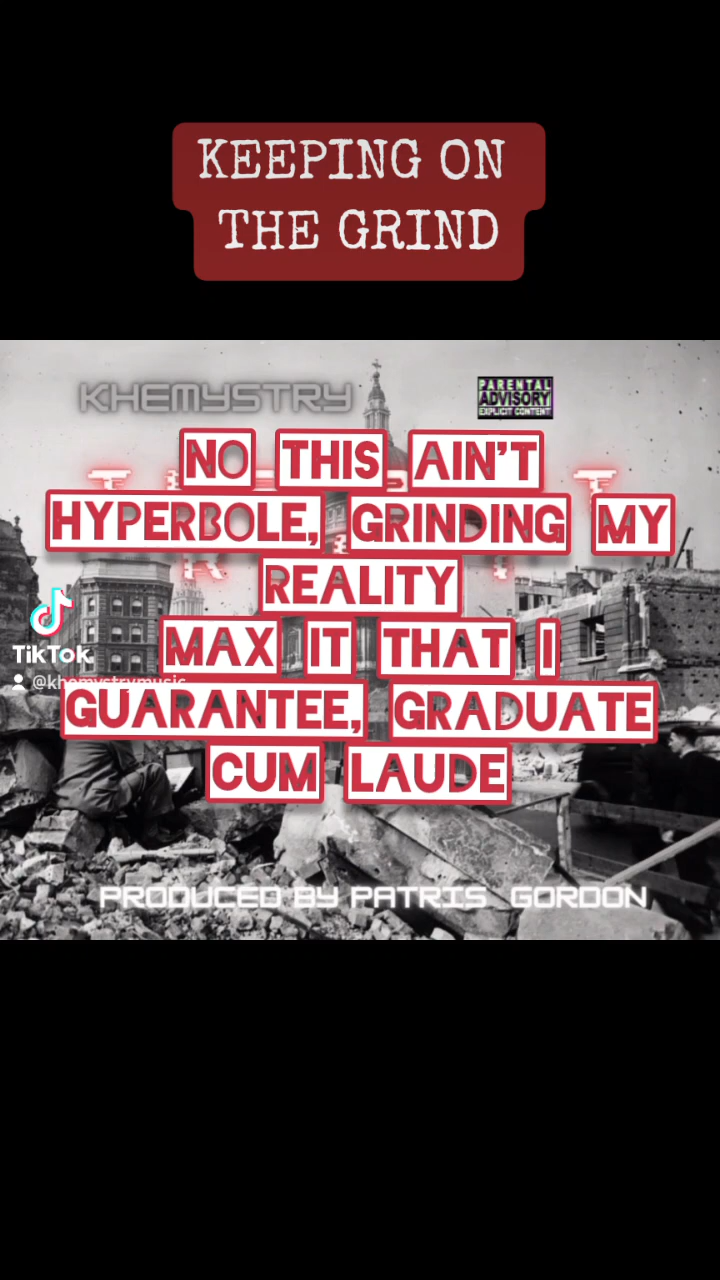 KEEPING ON
THE GRIND
KHEMYSTRY
PARENTAL
ADVISORY
EXPLICIT CONTENT
NO THIS AIN'T
HYPERBOLE, GRINDING MY
REALITY
MAX IT THAT I
GUARANTEE, GRADUATE
CUM LAUDE
TikTok
@khemystrymusic
PRODUCED BY PATRIS GORDON